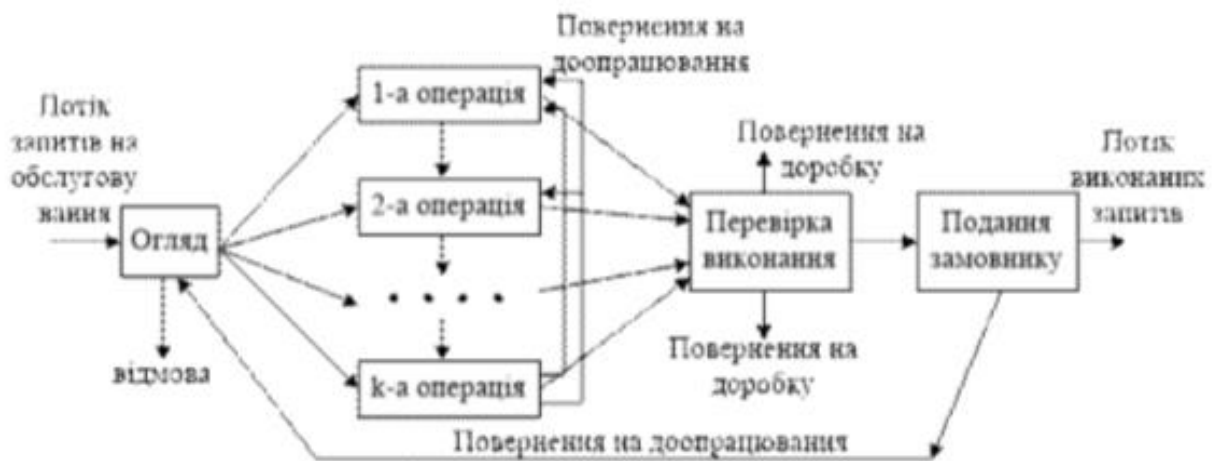 Потік
запитів на
обслугову
вання
Огляд
відмова
1-а операція
2-а операція
. . . .
k-а операція
Повернення на
доопрацювання
Повернення на
доробку
Перевірка
виконання
Повернення на
доробку
Подання
замовнику
Потік
виконаних
запитів
Повернення на доопрацювання